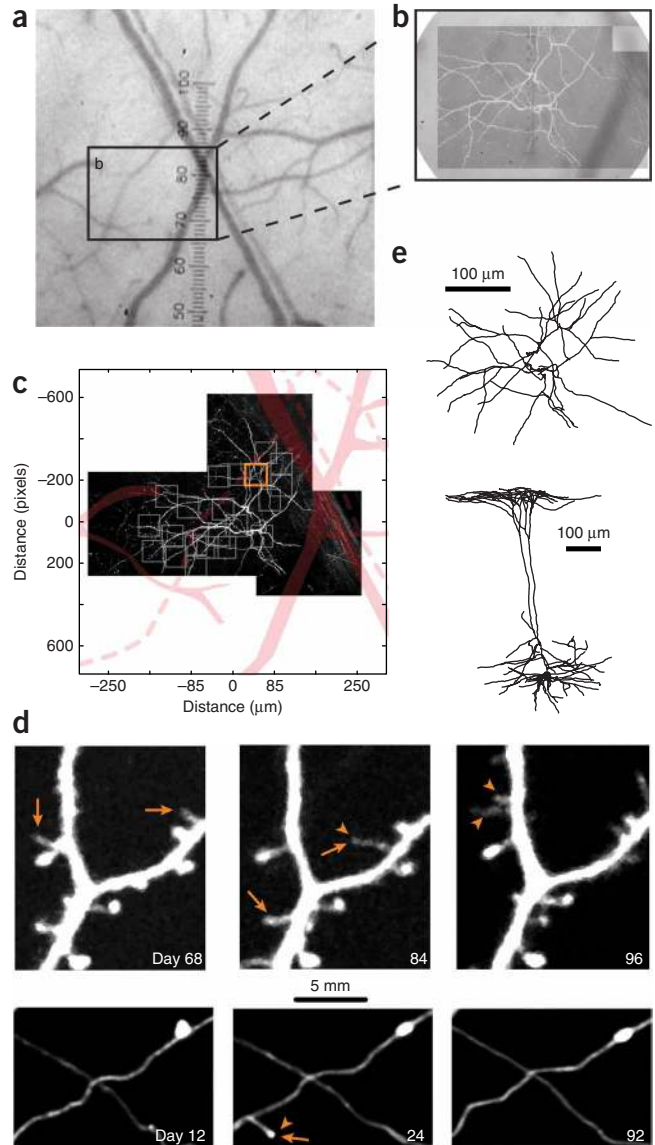 a
b
100
90
80
70
60
50
b
e
100 µm
c
Distance (pixels)
–600
–200
0
200
600
–250
–85
0
85
250
Distance (µm)
100 µm
d
Day 68
84
96
5 mm
Day 12
24
92